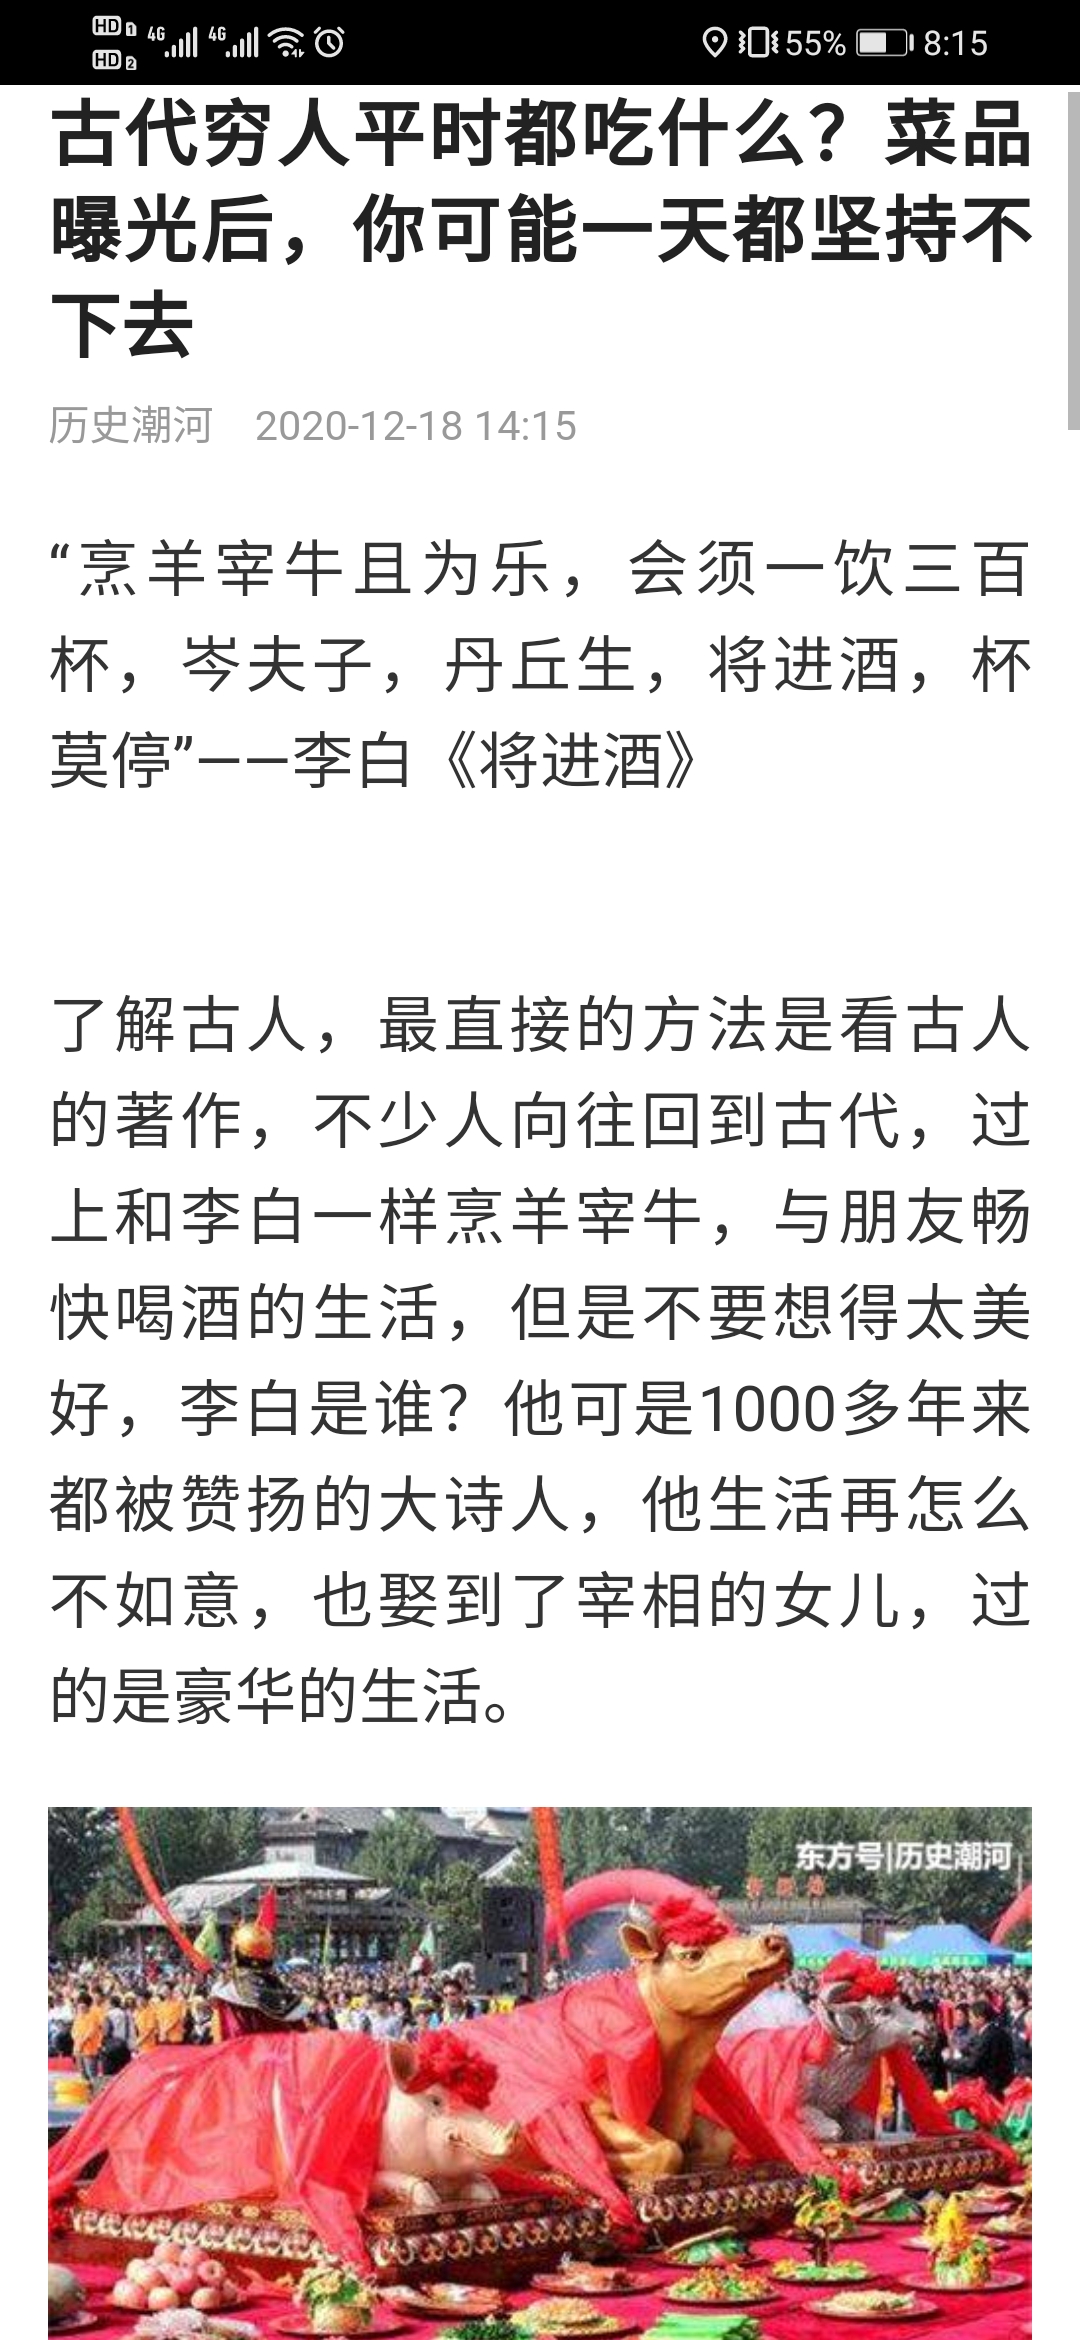 HD 1 4G 4G 55% 8:15
HD 2
古代穷人平时都吃什么？菜品
曝光后，你可能一天都坚持不
下去
历史潮河 2020-12-18 14:15
“烹羊宰牛且为乐，会须一饮三百
杯，岑夫子，丹丘生，将进酒，杯
莫停”——李白《将进酒》
了解古人，最直接的方法是看古人
的著作，不少人向往回到古代，过
上和李白一样烹羊宰牛，与朋友畅
快喝酒的生活，但是不要想得太美
好，李白是谁？他可是1000多年来
都被赞扬的大诗人，他生活再怎么
不如意，也娶到了宰相的女儿，过
的是豪华的生活。
东方号|历史潮河